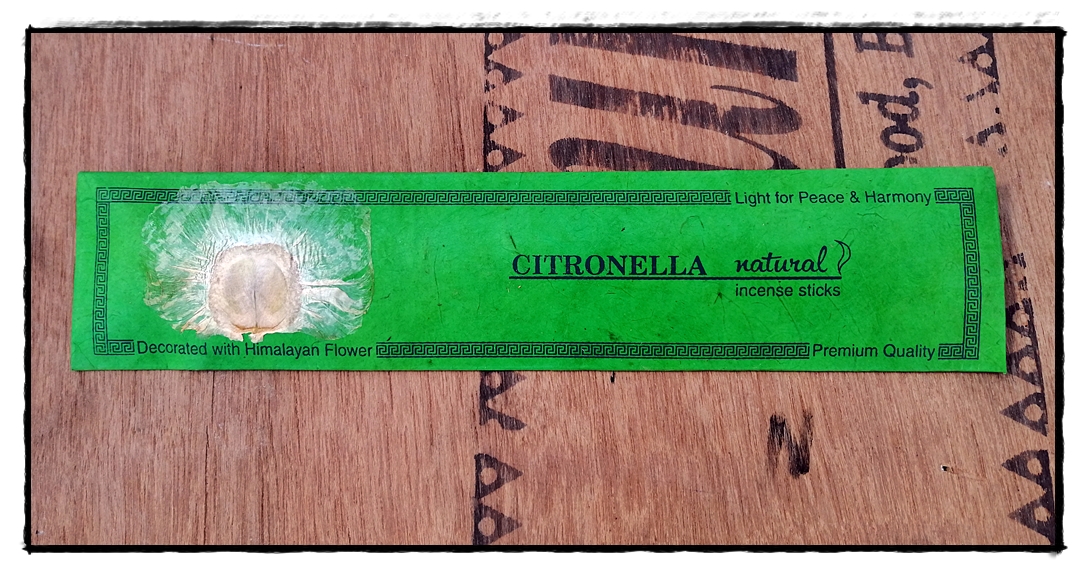 Light for Peace & Harmony
CITRONELLA natural
incense sticks
Decorated with Himalayan Flower
Premium Quality
N